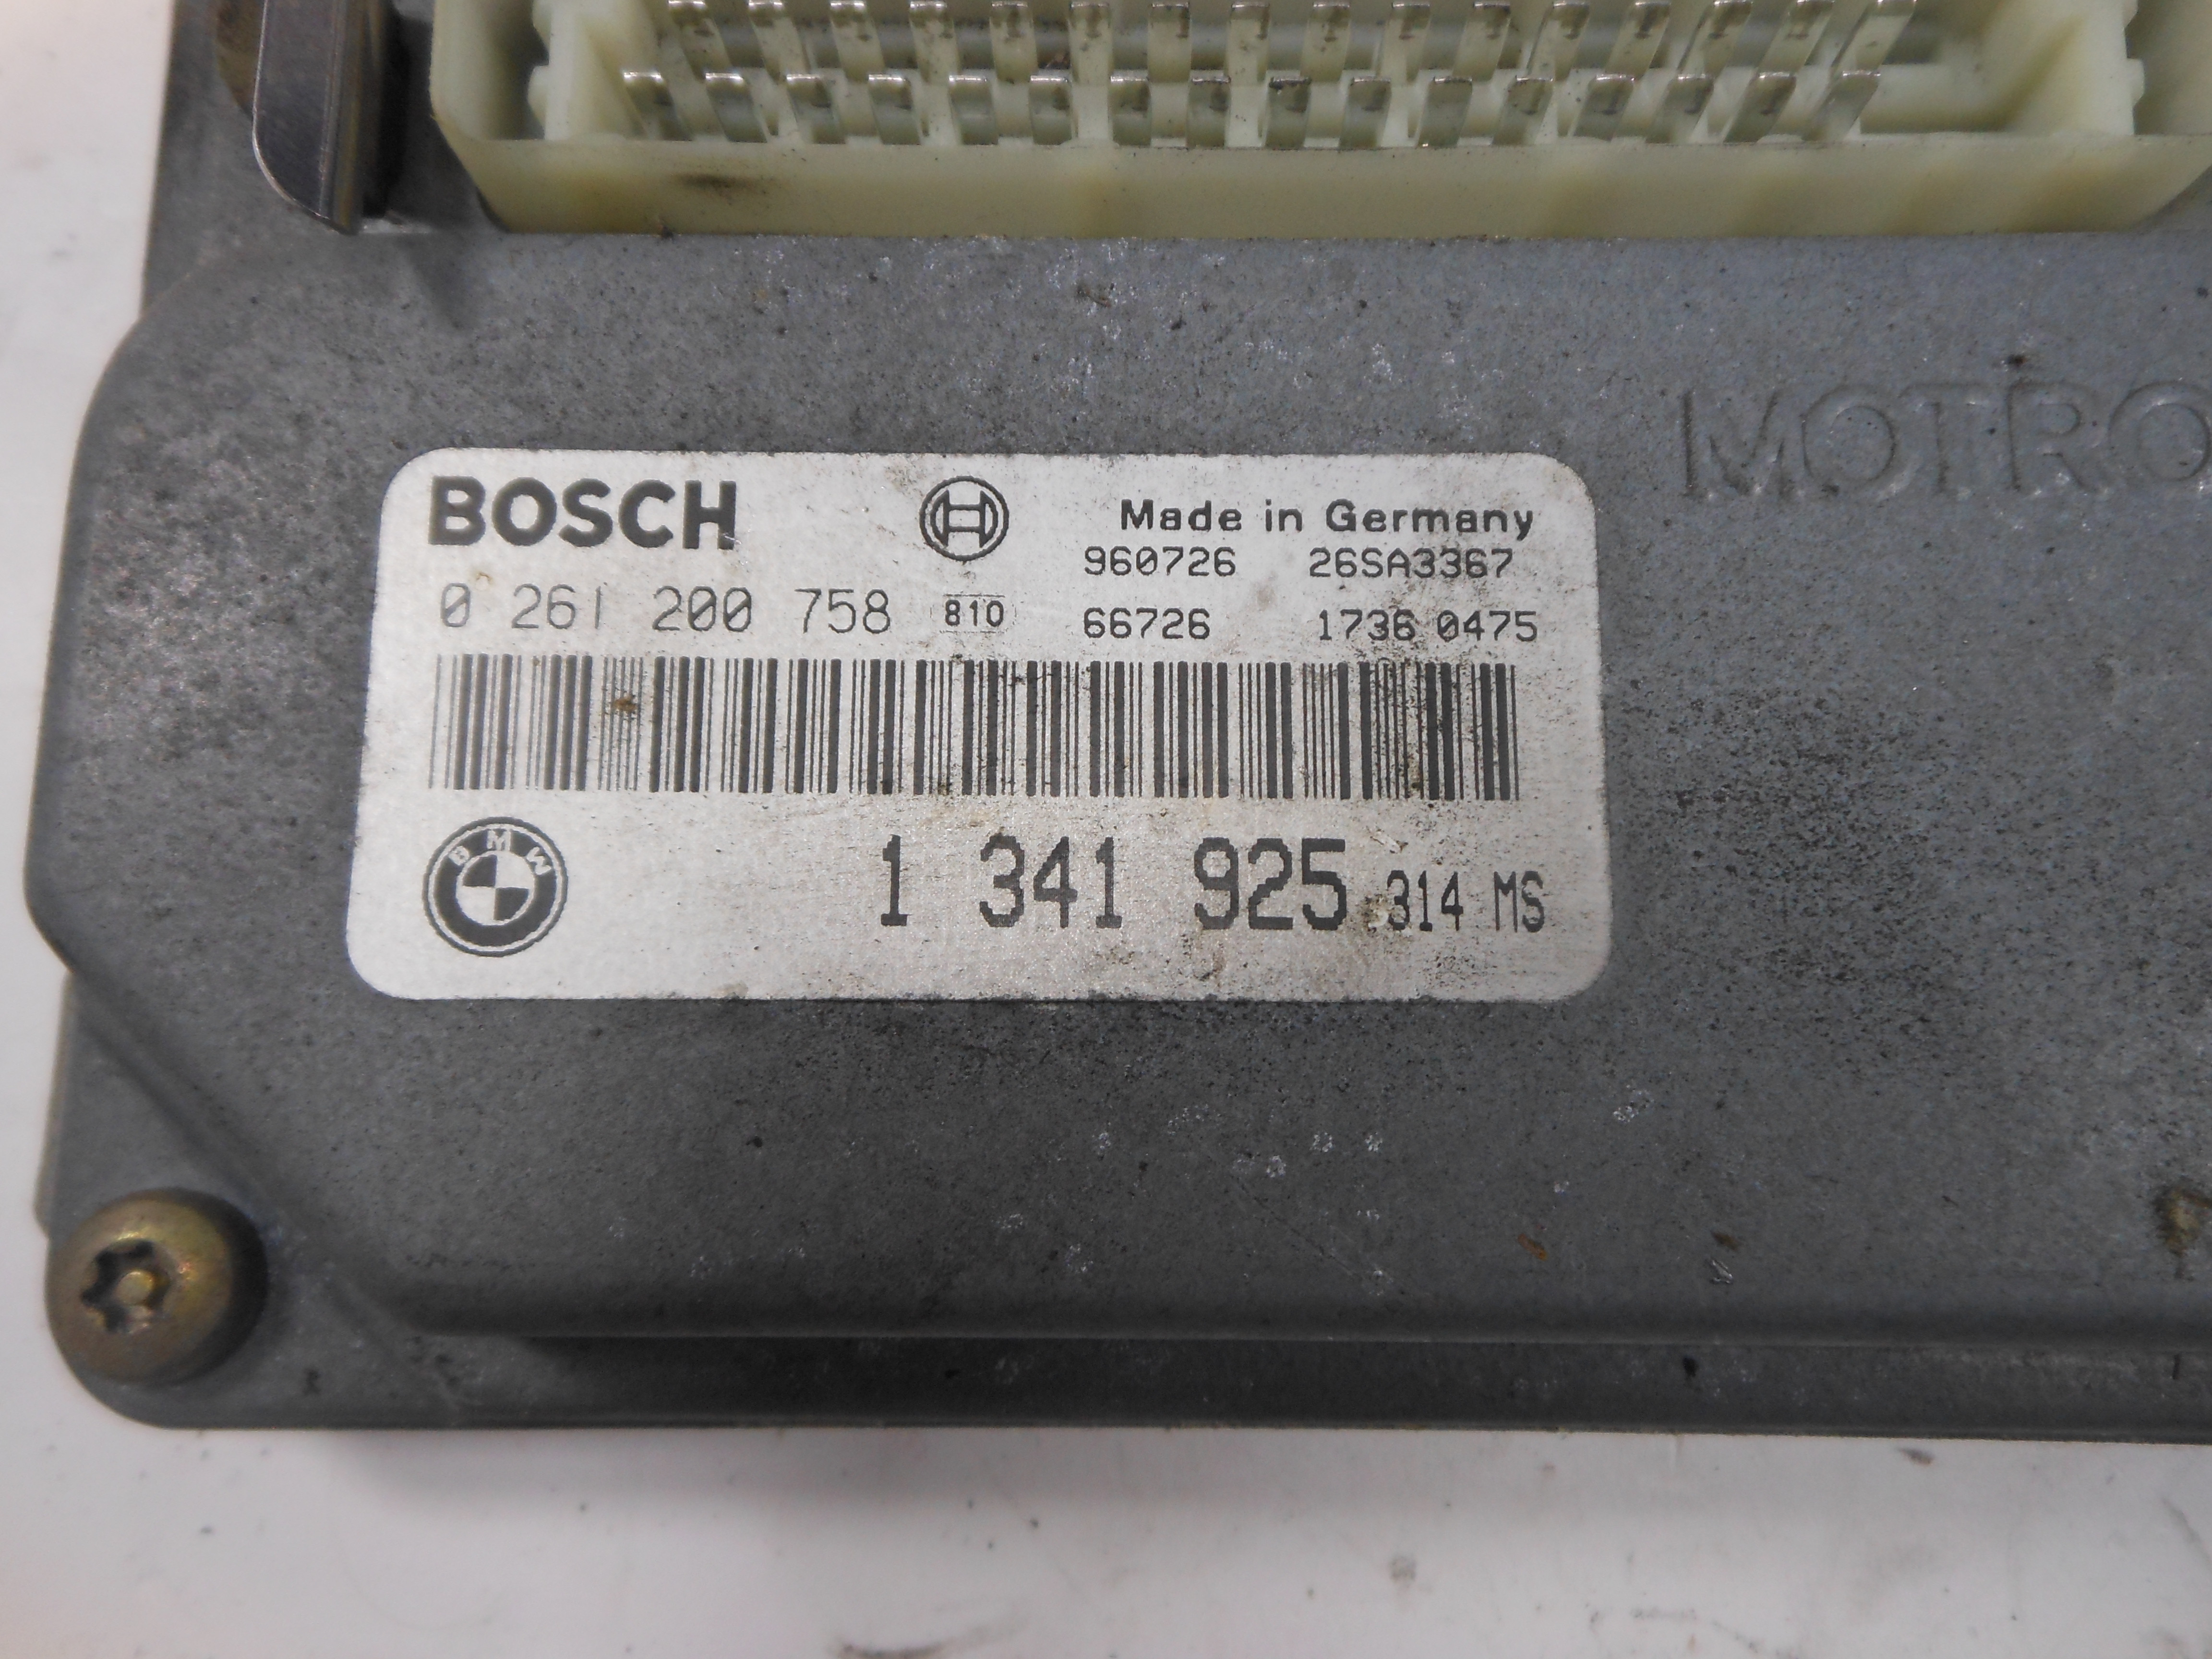 MOTRO
BOSCH Made in Germany
960726 26SA3367
0 261 200 758 810 66726 1736 0475
BMW
1 341 925 314 MS